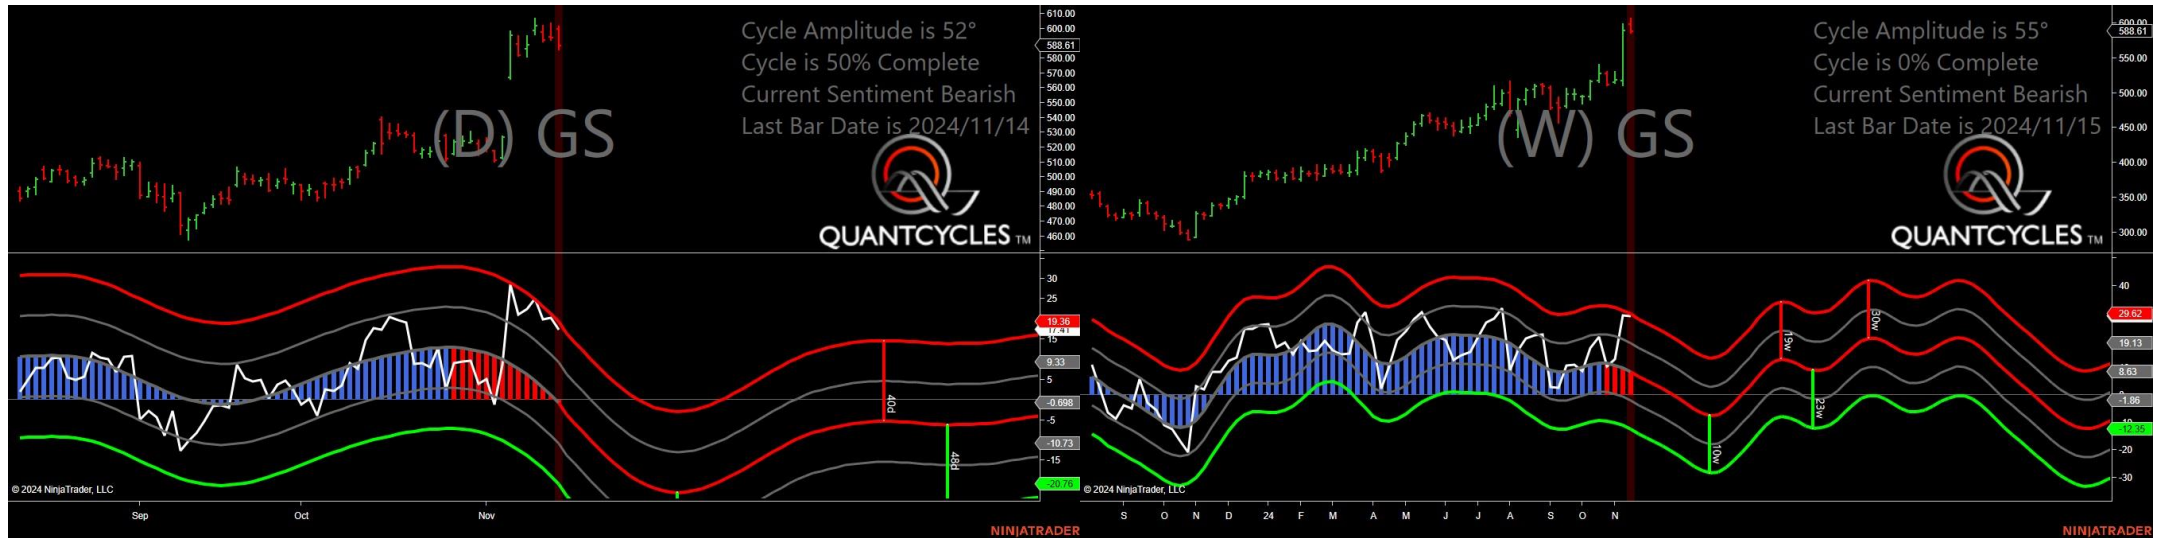 Cycle Amplitude is 52°
Cycle is 50% Complete
Current Sentiment Bearish
Last Bar Date is 2024/11/14
(D) GS
QUANTCYCLES TM
610.00
600.00
588.61
580.00
570.00
560.00
550.00
540.00
530.00
520.00
510.00
500.00
490.00
480.00
470.00
460.00
30
25
19.36
17.41
15
9.33
5
-0.698
-5
-10.73
-15
-20.76
40d
48d
© 2024 NinjaTrader, LLC
Sep
Oct
Nov
NINJATRADER
Cycle Amplitude is 55°
Cycle is 0% Complete
Current Sentiment Bearish
Last Bar Date is 2024/11/15
(W) GS
QUANTCYCLES TM
600.00
588.61
550.00
500.00
450.00
400.00
350.00
300.00
40
29.62
19.13
8.63
-1.86
-12.35
-20
-30
19w
30w
23w
10w
© 2024 NinjaTrader, LLC
S
O
N
D
24
F
M
A
M
J
J
A
S
O
N
NINJATRADER